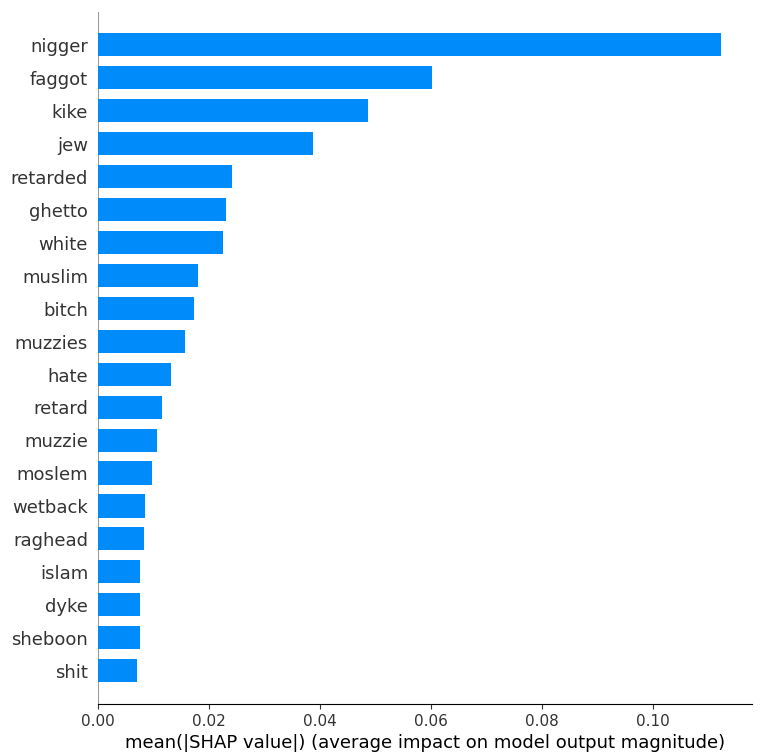 nigger
faggot
kike
jew
retarded
ghetto
white
muslim
bitch
muzzies
hate
retard
muzzie
moslem
wetback
raghead
islam
dyke
sheboon
shit
0.00 0.02 0.04 0.06 0.08 0.10
mean(|SHAP value|) (average impact on model output magnitude)